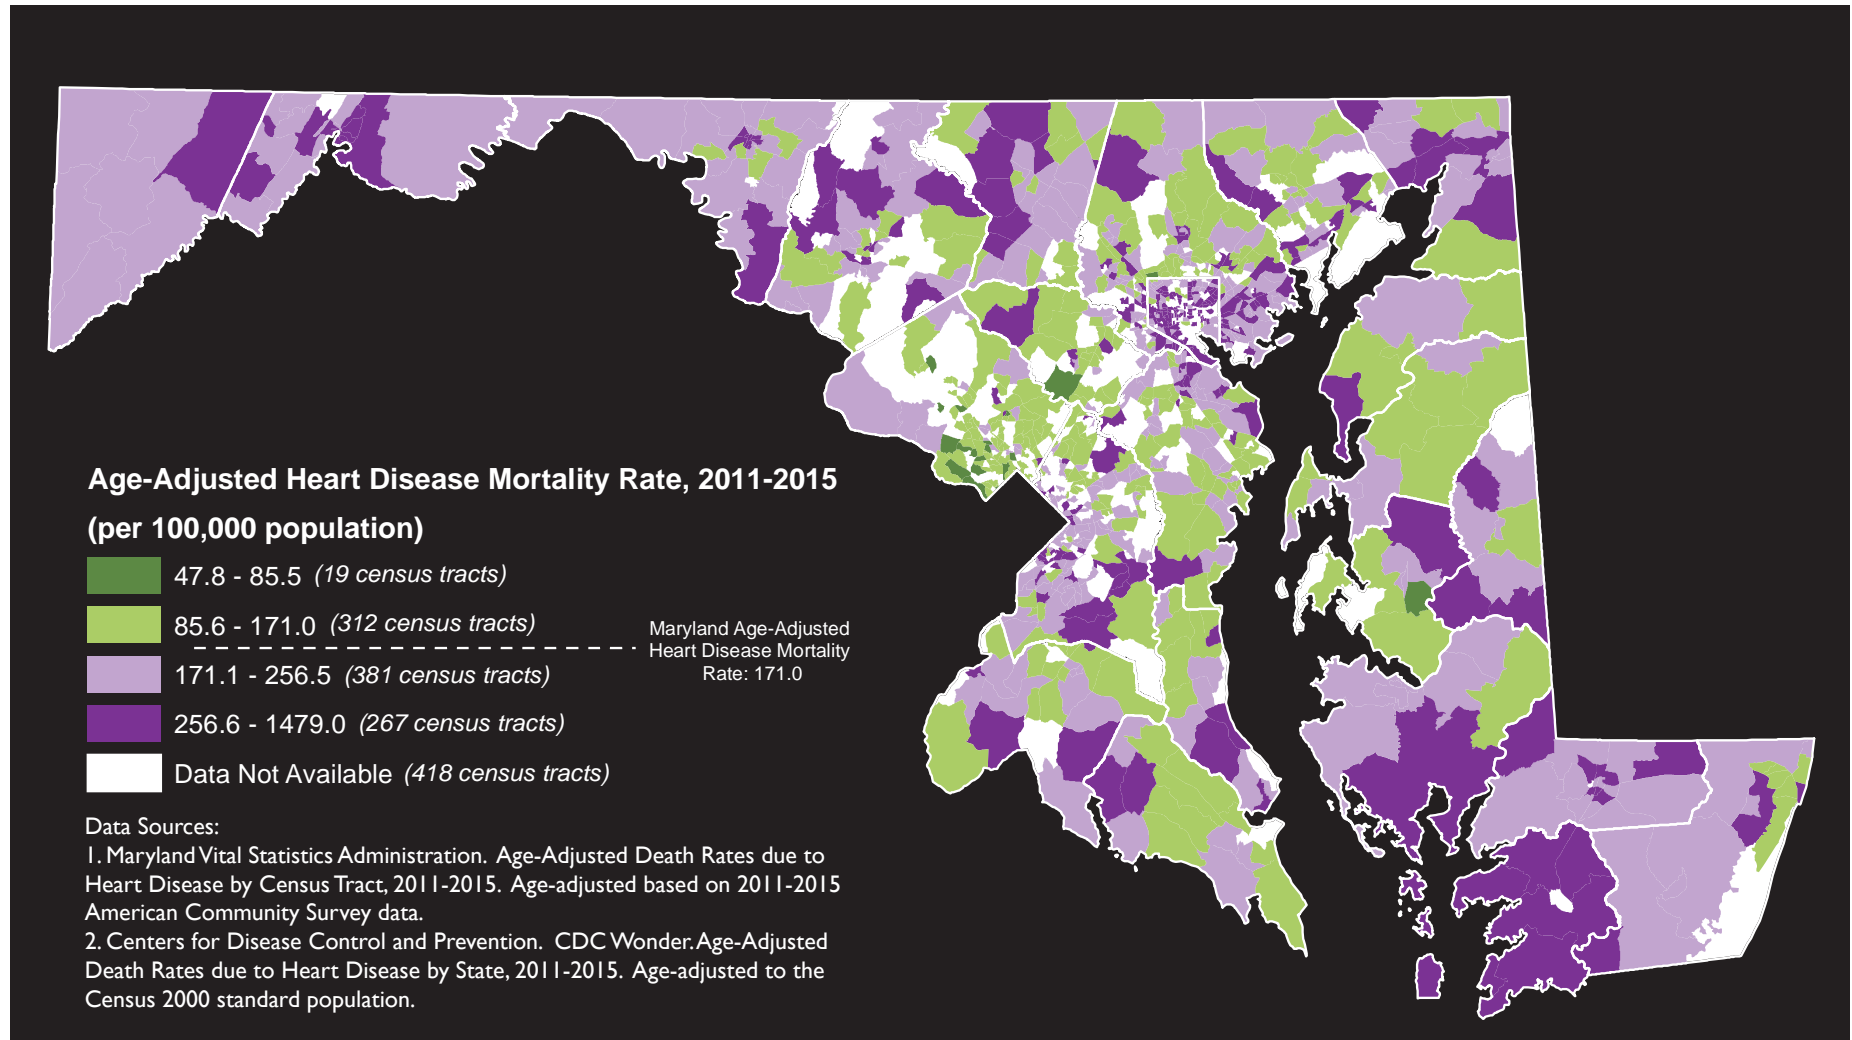 Age-Adjusted Heart Disease Mortality Rate, 2011-2015
(per 100,000 population)
47.8 - 85.5 (19 census tracts)
85.6 - 171.0 (312 census tracts)
Maryland Age-Adjusted
Heart Disease Mortality
Rate: 171.0
171.1 - 256.5 (381 census tracts)
256.6 - 1479.0 (267 census tracts)
Data Not Available (418 census tracts)
Data Sources:
1. Maryland Vital Statistics Administration. Age-Adjusted Death Rates due to
Heart Disease by Census Tract, 2011-2015. Age-adjusted based on 2011-2015
American Community Survey data.
2. Centers for Disease Control and Prevention. CDC Wonder. Age-Adjusted
Death Rates due to Heart Disease by State, 2011-2015. Age-adjusted to the
Census 2000 standard population.